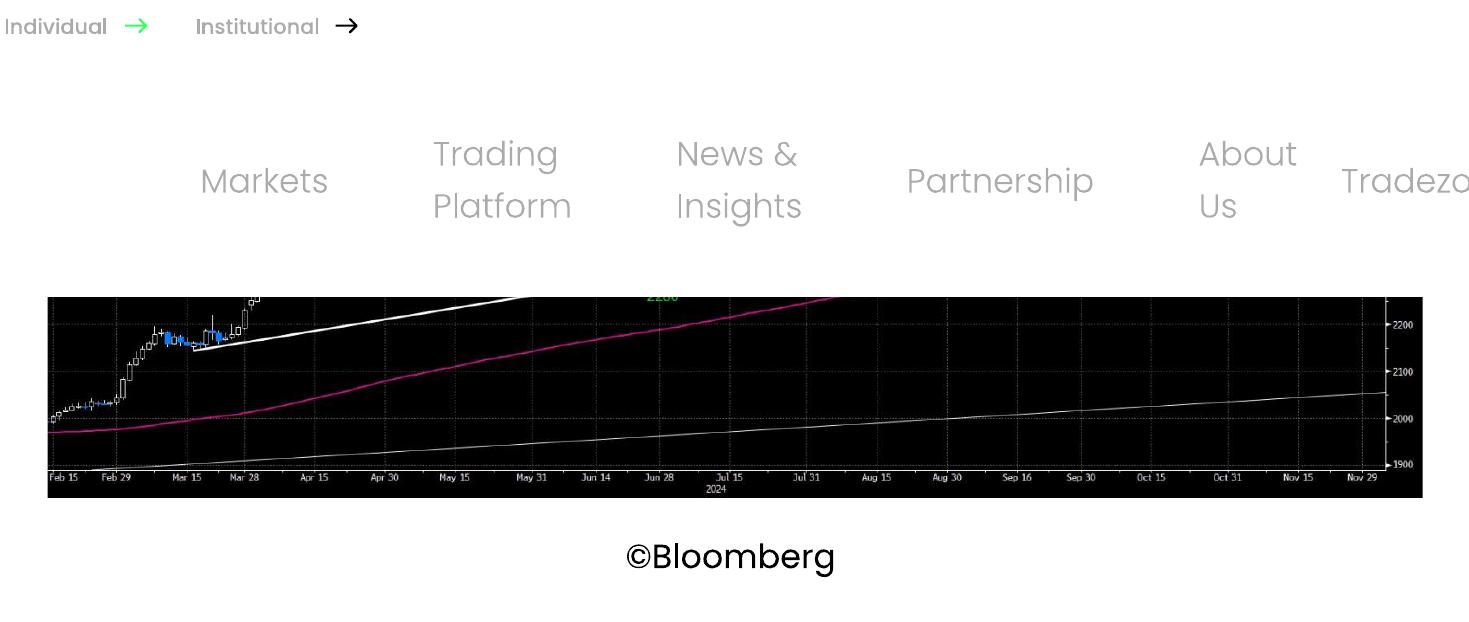 Individual Institutional
Trading News & About
Markets Partnership Tradezo
Platform Insights Us
2280
2200
2100
2000
1900
Feb 15 Feb 29 Mar 15 Mar 28 Apr 15 Apr 30 May 15 May 31 Jun 14 Jun 28 Jul 15 Jul 31 Aug 15 Aug 30 Sep 16 Sep 30 Oct 15 Oct 31 Nov 15 Nov 29
2024
©Bloomberg